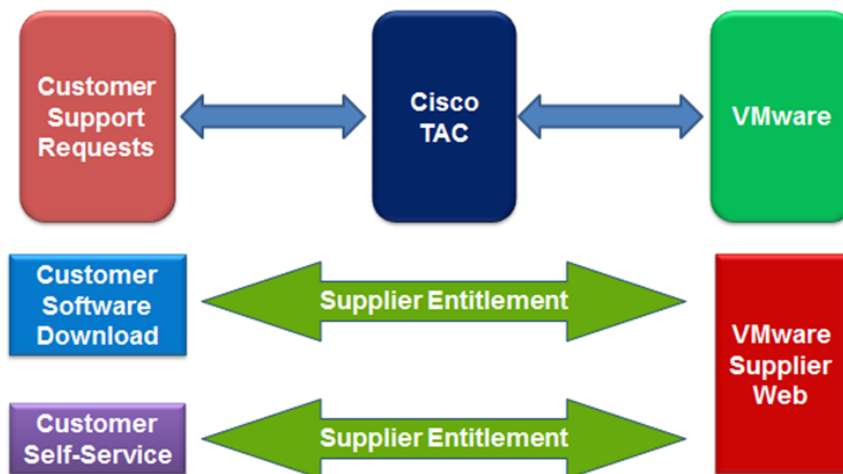 Customer
Support
Requests
Cisco
TAC
VMware
Customer
Software
Download
Supplier Entitlement
VMware
Supplier
Web
Customer
Self-Service
Supplier Entitlement